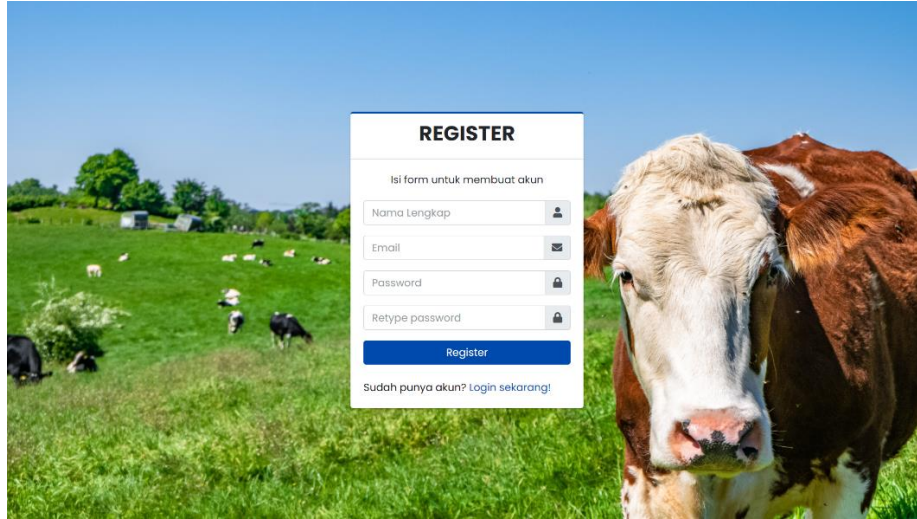 REGISTER
Isi form untuk membuat akun
Nama Lengkap
Email
Password
Retype password
Register
Sudah punya akun? Login sekarang!